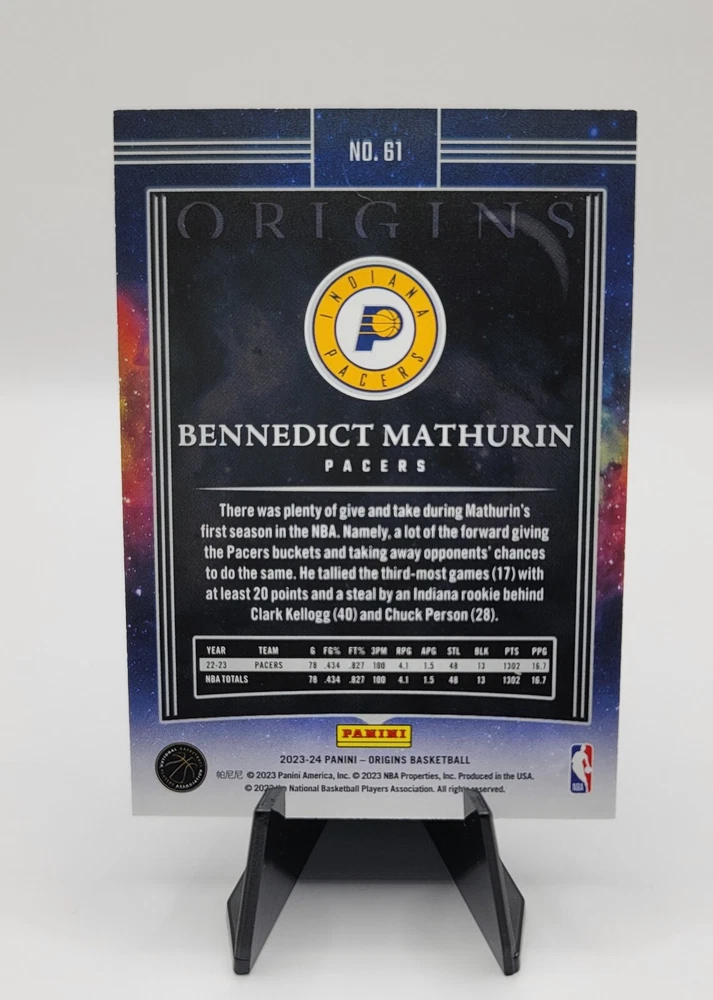 NO. 61
ORIGINS
INDIANA
PACERS
BENNEDICT MATHURIN
PACERS
There was plenty of give and take during Mathurin's
first season in the NBA. Namely, a lot of the forward giving
the Pacers buckets and taking away opponents' chances
to do the same. He tallied the third-most games (17) with
at least 20 points and a steal by an Indiana rookie behind
Clark Kellogg (40) and Chuck Person (28).
YEAR TEAM G FG% FT% 3PM RPG APG STL BLK PTS PPG
22-23 PACERS 78 .434 .827 100 4.1 1.5 48 13 1302 16.7
NBA TOTALS 78 .434 .827 100 4.1 1.5 48 13 1302 16.7
PANINI
2023-24 PANINI – ORIGINS BASKETBALL
帕尼尼 © 2023 Panini America, Inc. © 2023 NBA Properties, Inc. Produced in the USA.
© National Basketball Players Association. All rights reserved.
NATIONAL BASKETBALL
PLAYERS ASSOCIATION
NBA